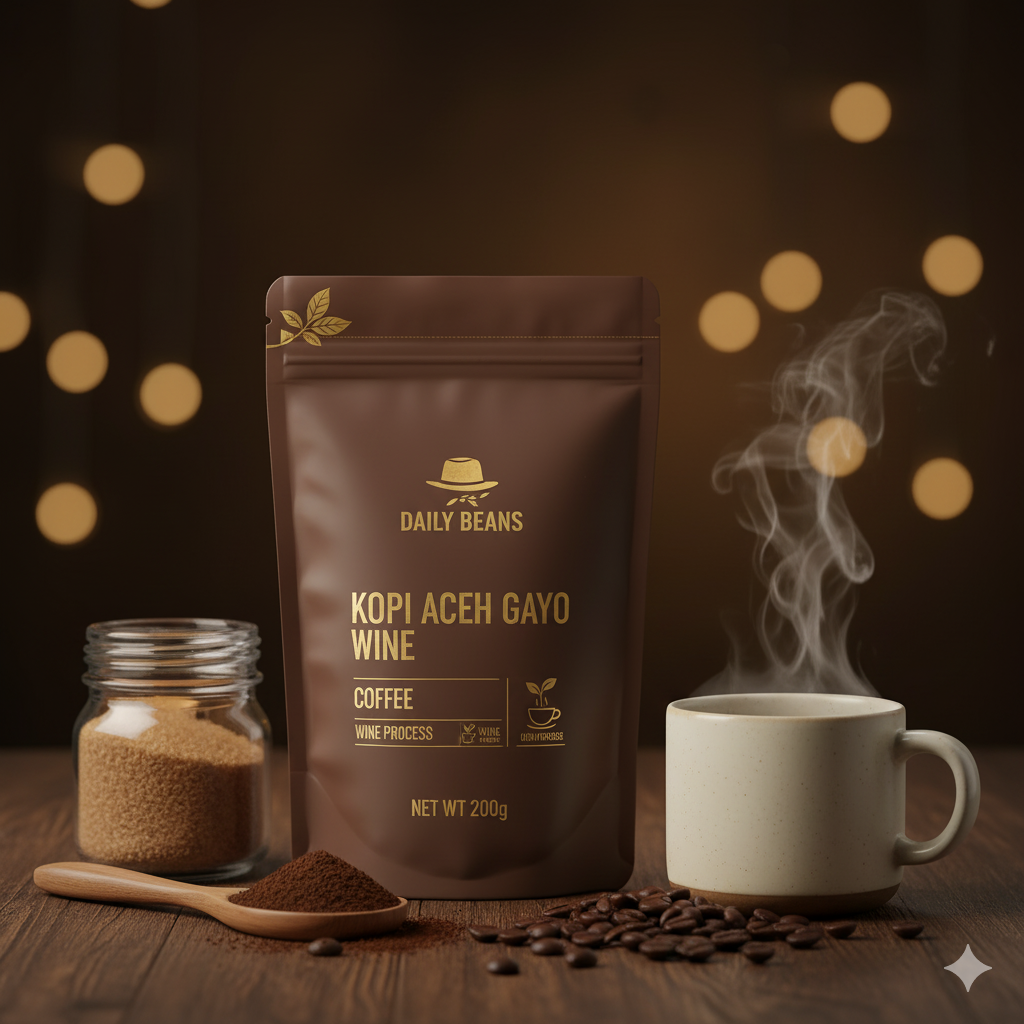 DAILY BEANS
KOPI ACEH GAYO
WINE
COFFEE
WINE PROCESS
WINE
NET WT 200g